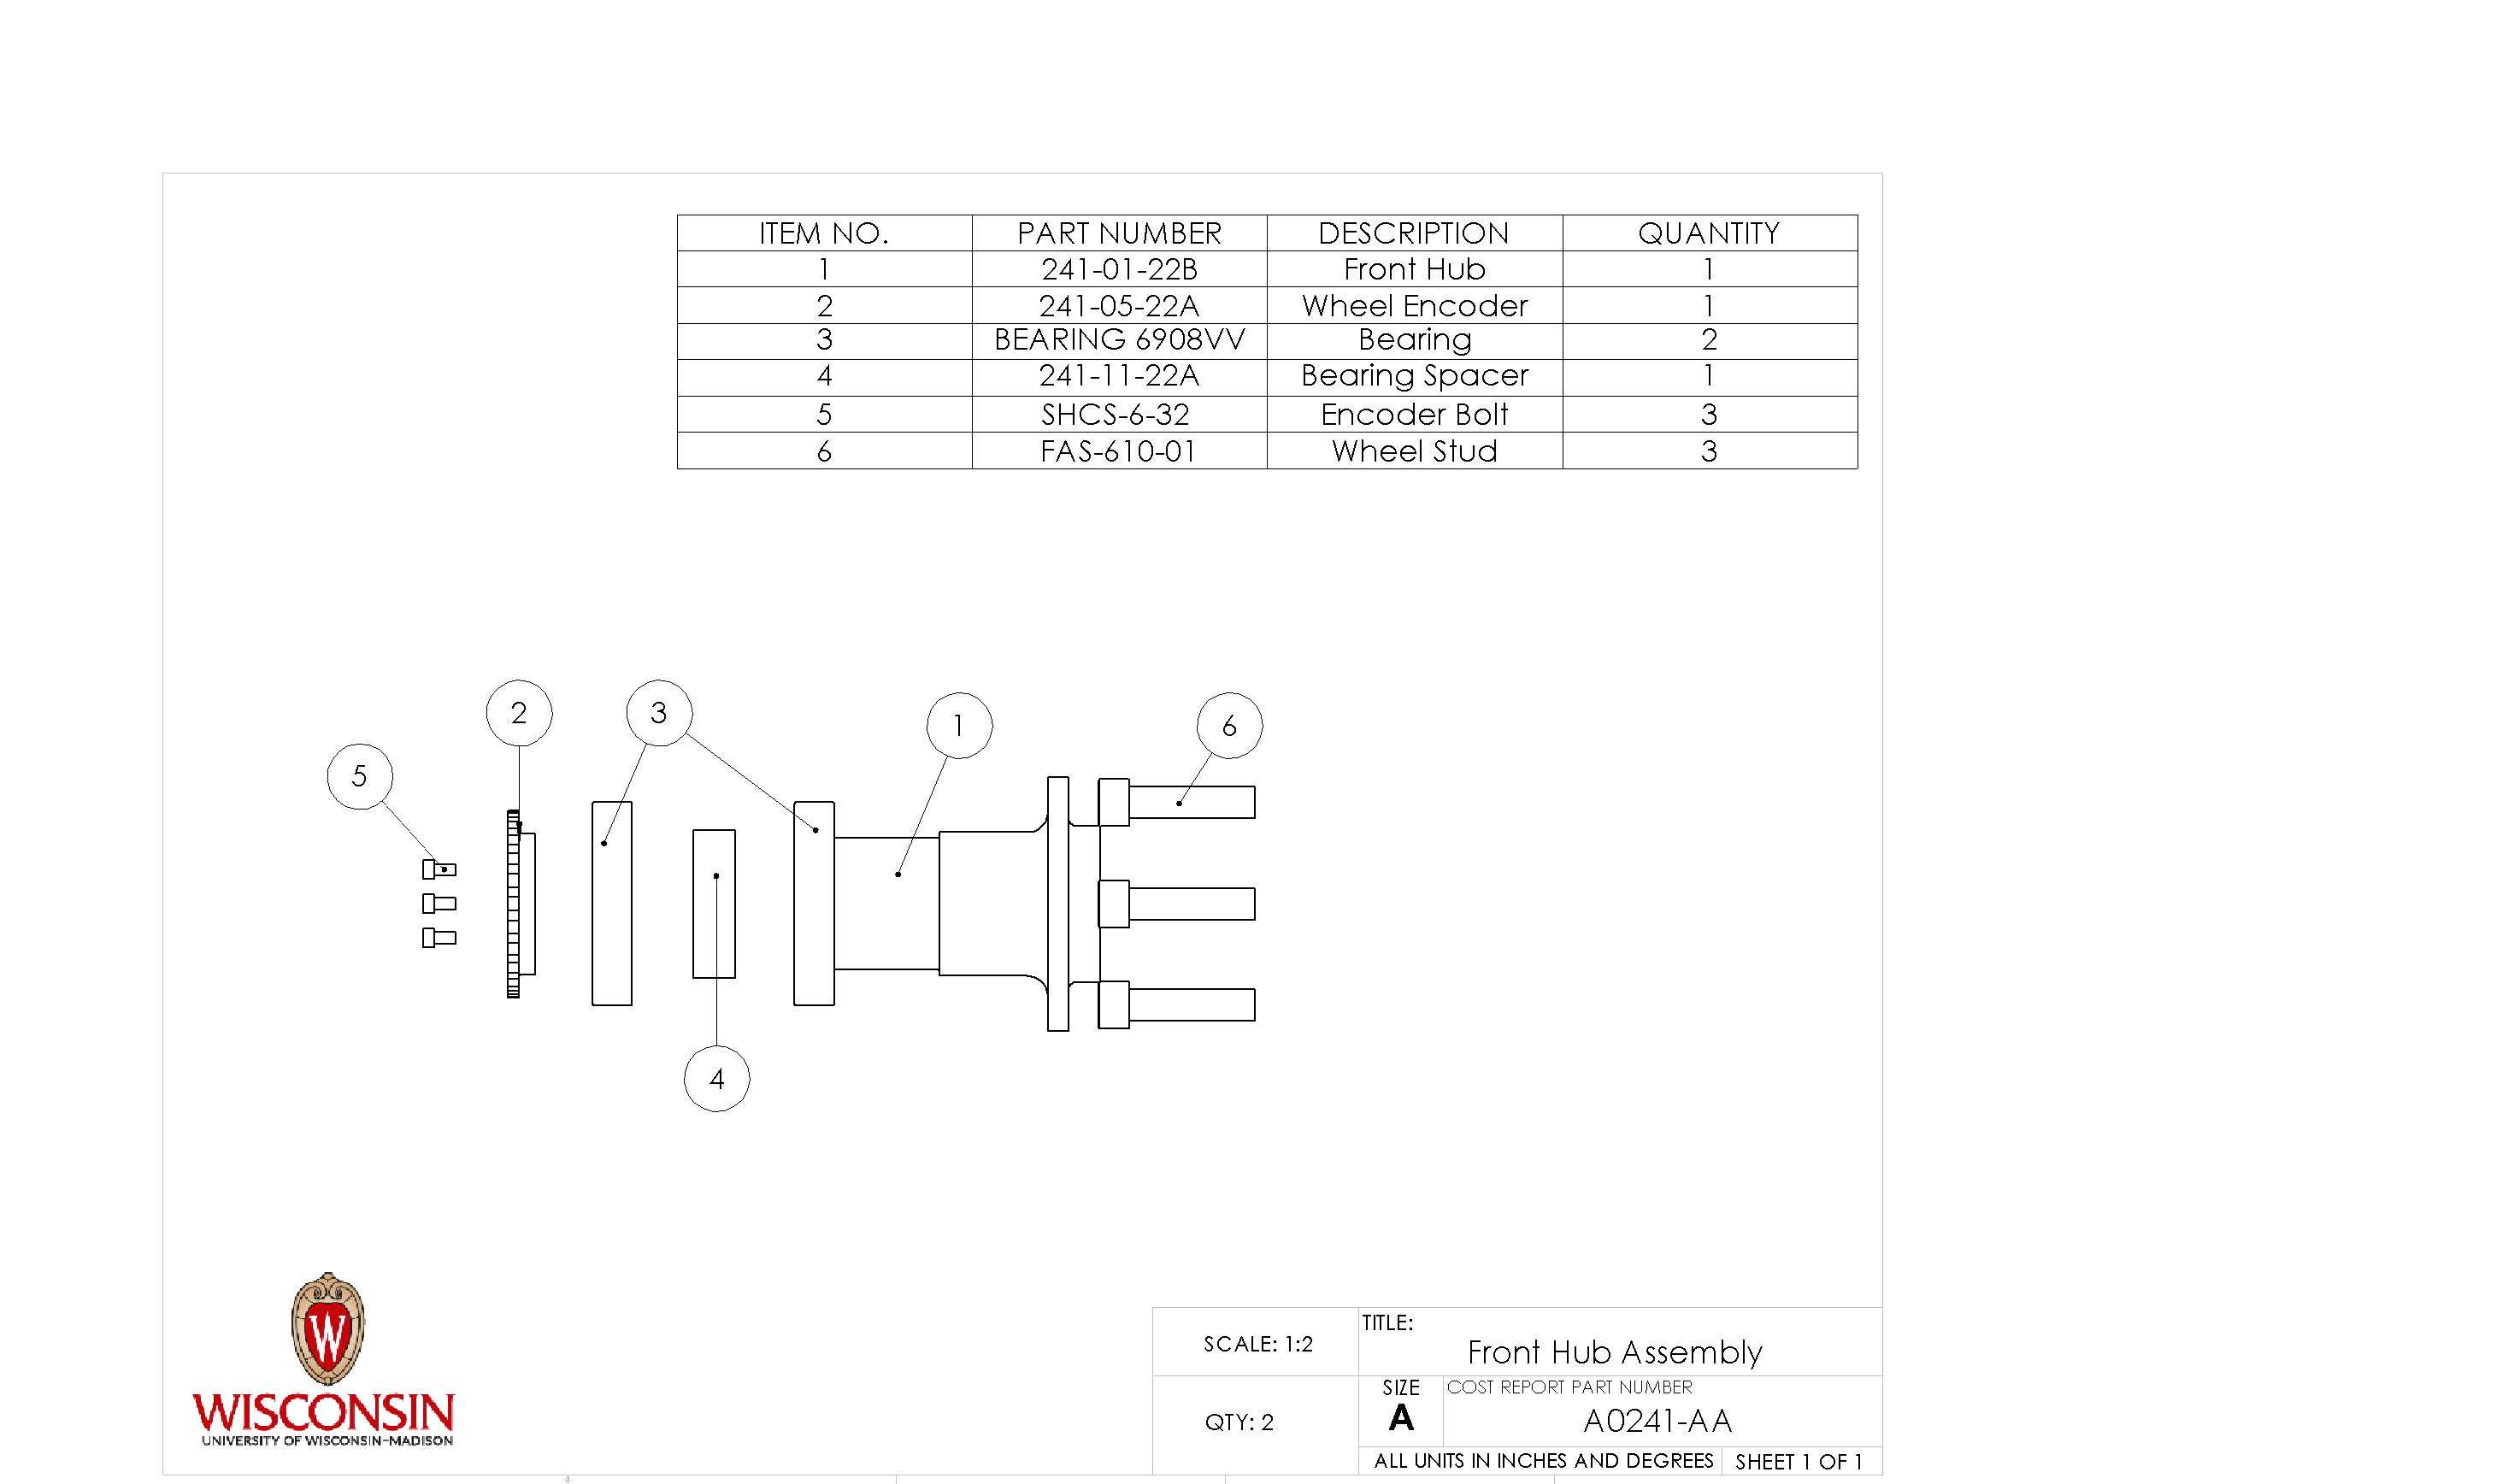 ITEM NO. PART NUMBER DESCRIPTION QUANTITY
1 241-01-22B Front Hub 1
2 241-05-22A Wheel Encoder 1
3 BEARING 6908VV Bearing 2
4 241-11-22A Bearing Spacer 1
5 SHCS-6-32 Encoder Bolt 3
6 FAS-610-01 Wheel Stud 3
2
3
1
6
5
4
W
WISCONSIN
UNIVERSITY OF WISCONSIN-MADISON
SCALE: 1:2
TITLE:
Front Hub Assembly
QTY: 2
SIZE
A
COST REPORT PART NUMBER
A0241-AA
ALL UNITS IN INCHES AND DEGREES
SHEET 1 OF 1
4